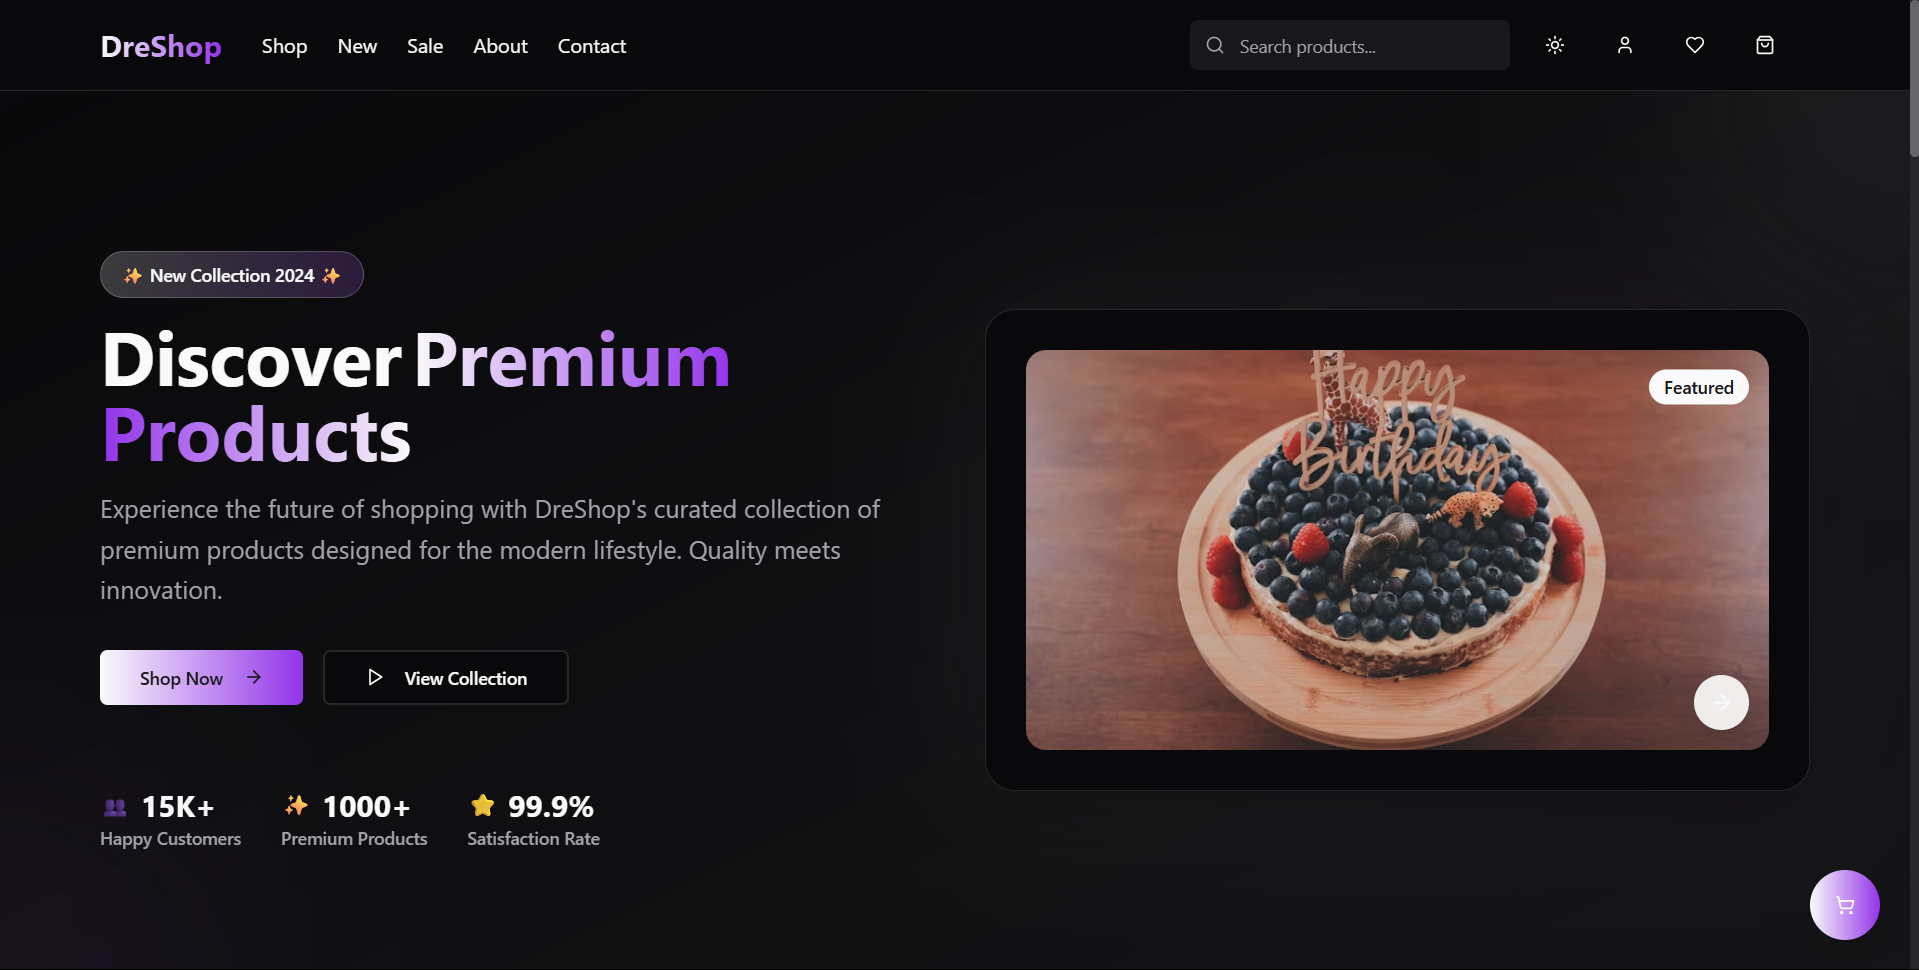 DreShop
Shop
New
Sale
About
Contact
Search products...
✨ New Collection 2024 ✨
Discover Premium
Products
Experience the future of shopping with DreShop's curated collection of
premium products designed for the modern lifestyle. Quality meets
innovation.
Shop Now
View Collection
15K+
Happy Customers
1000+
Premium Products
99.9%
Satisfaction Rate
Featured
Happy
Birthday